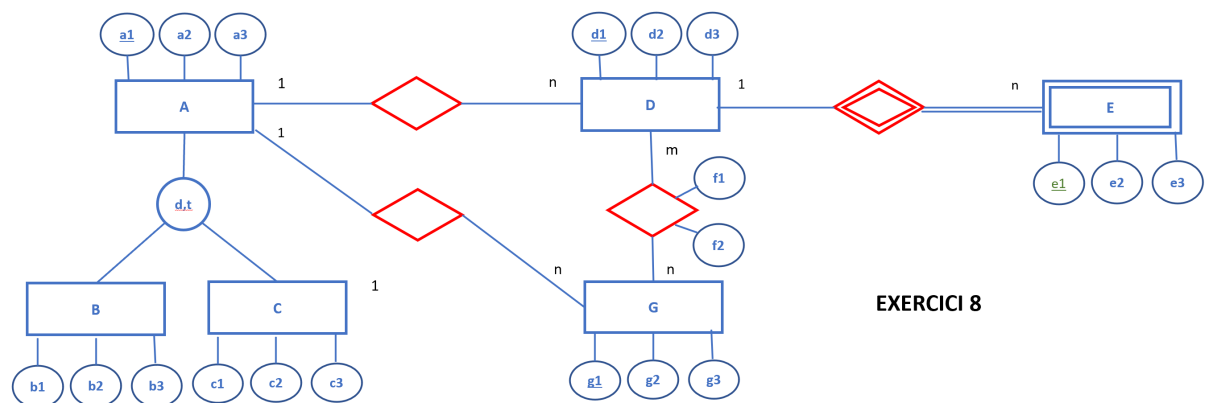 a1 a2 a3 d1 d2 d3
A 1 n D 1 n E
1
m
d,t f1
e1 e2 e3
f2
n n
B C 1 G EXERCICI 8
b1 b2 b3 c1 c2 c3 g1 g2 g3